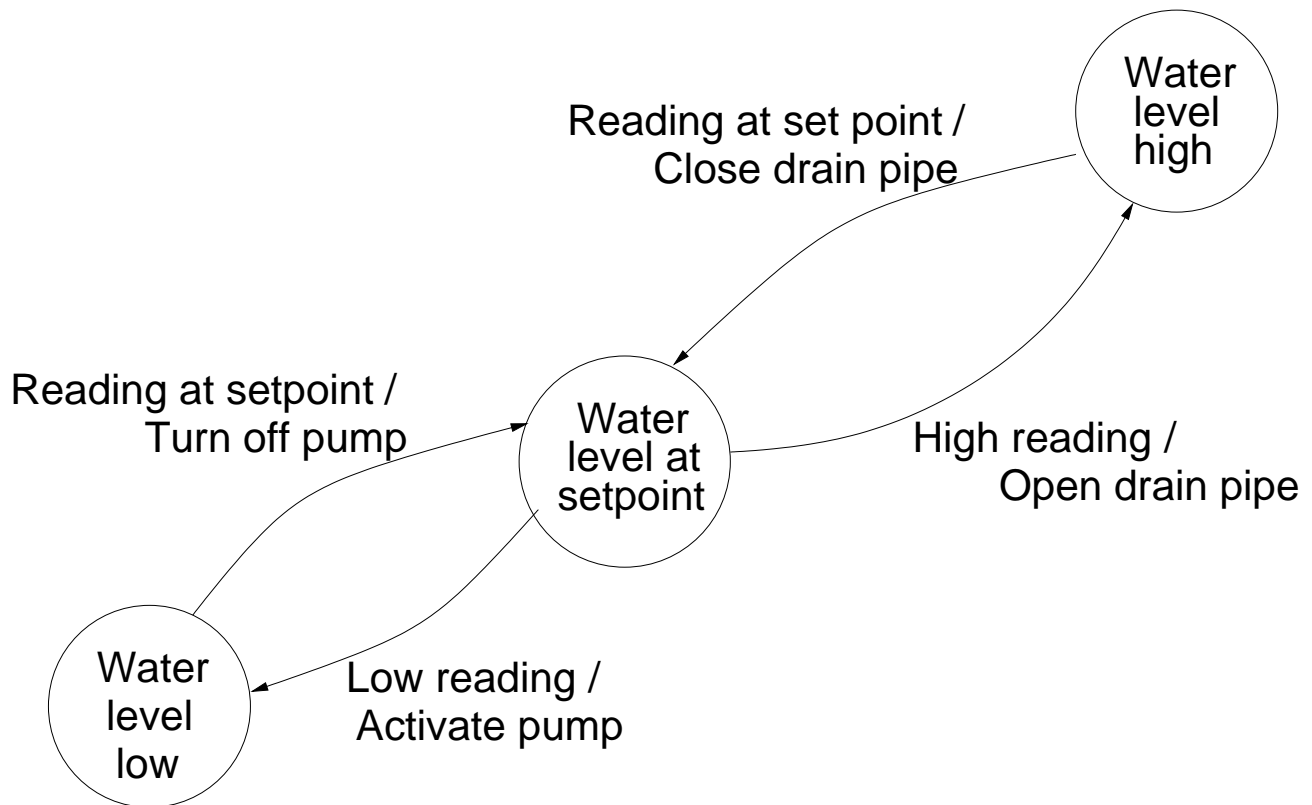 Water
level
high
Reading at set point /
Close drain pipe
Reading at setpoint /
Turn off pump
Water
level at
setpoint
High reading /
Open drain pipe
Water
level
low
Low reading /
Activate pump